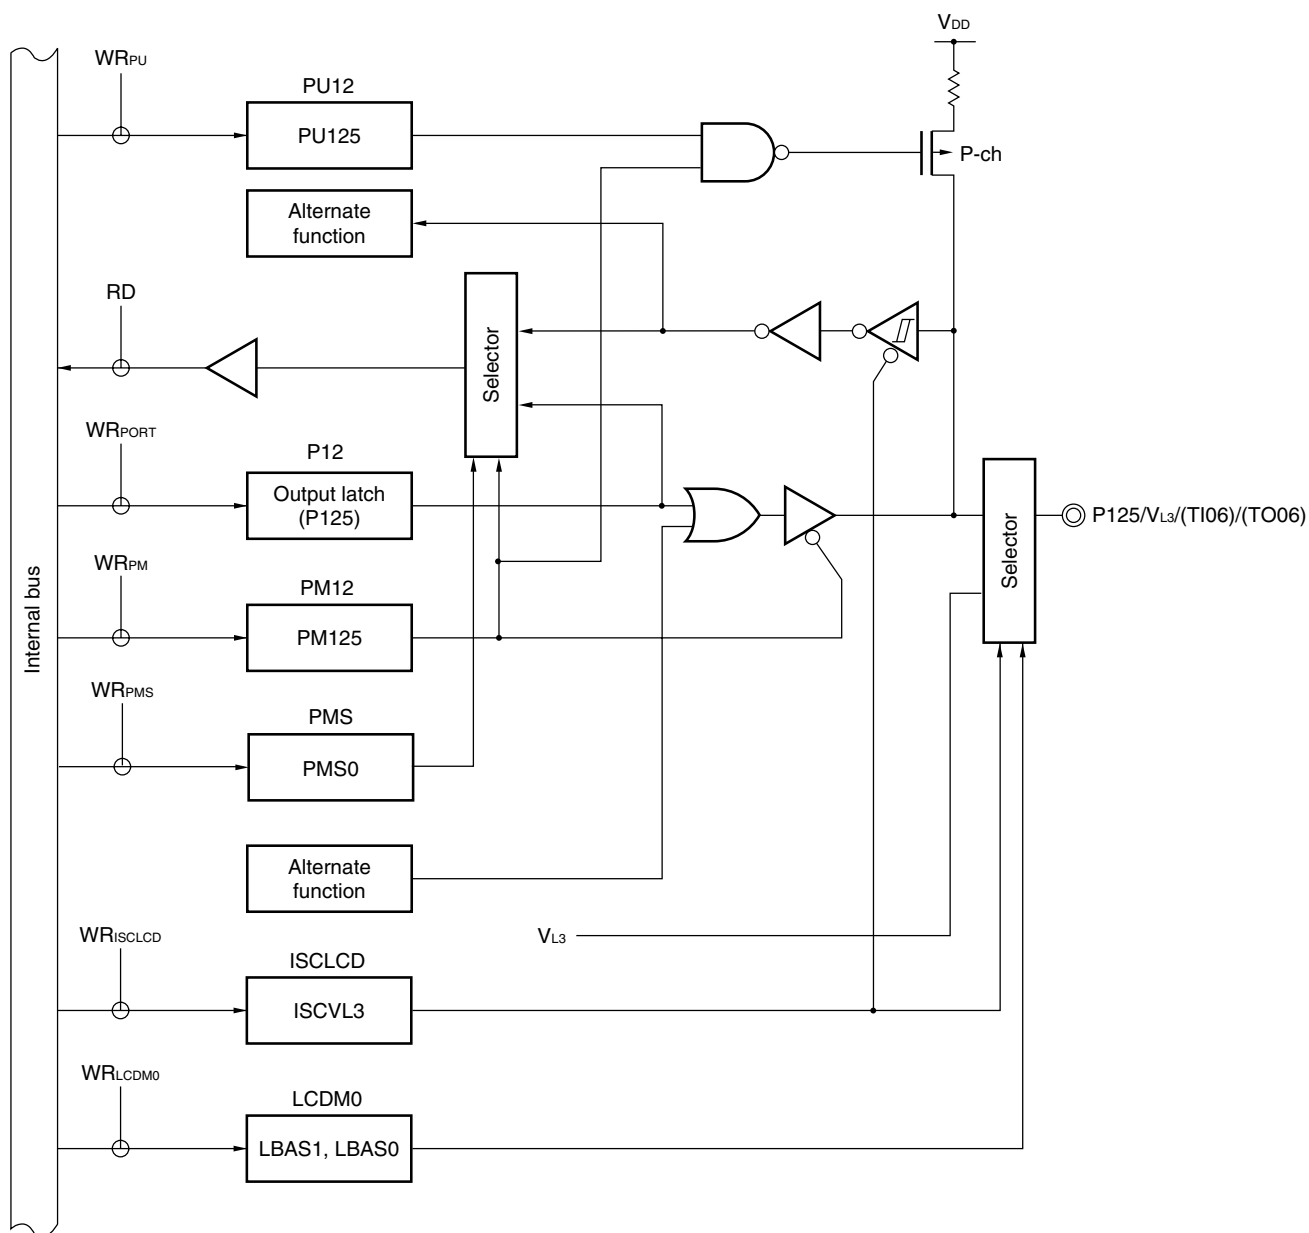 VDD
WRPU
PU12
PU125
P-ch
Alternate
function
RD
Selector
WRPORT
P12
Output latch
(P125)
Selector
P125/VL3/(TI06)/(TO06)
Internal bus
WRPM
PM12
PM125
WRPMS
PMS
PMS0
Alternate
function
VL3
WRISCLCD
ISCLCD
ISCVL3
WRLCDM0
LCDM0
LBAS1, LBAS0